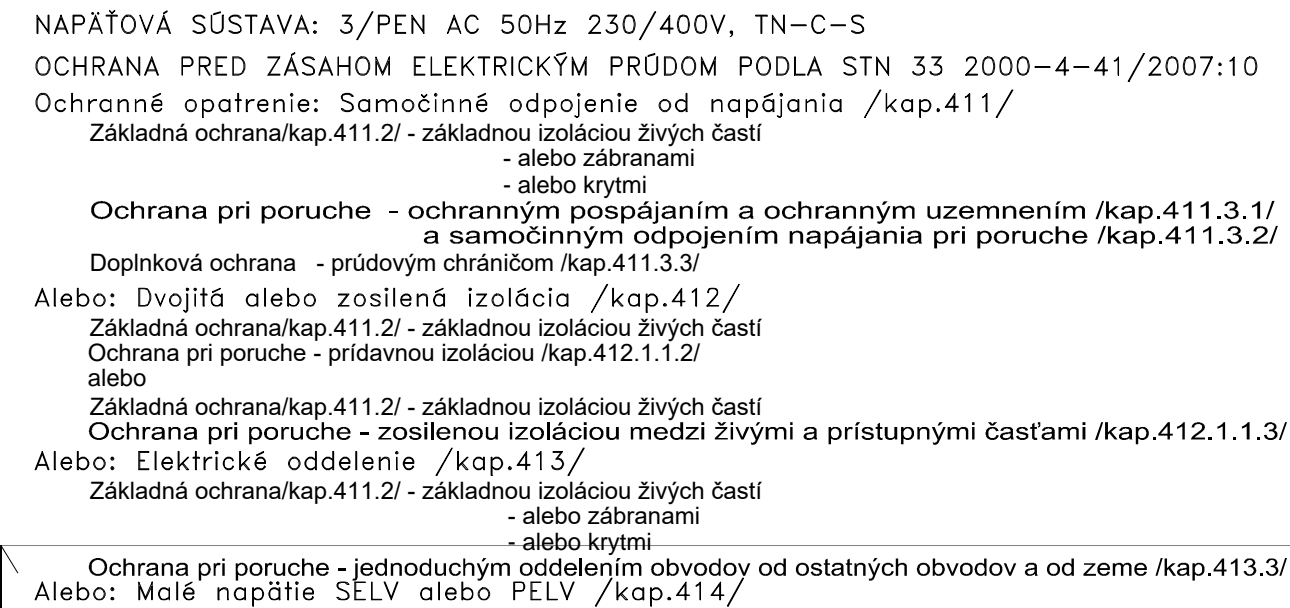 NAPÄŤOVÁ SÚSTAVA: 3/PEN AC 50Hz 230/400V, TN-C-S
OCHRANA PRED ZÁSAHOM ELEKTRICKÝM PRÚDOM PODLA STN 33 2000-4-41/2007:10
Ochranné opatrenie: Samočinné odpojenie od napájania /kap.411/
Základná ochrana/kap.411.2/ - základnou izoláciou živých častí
- alebo zábranami
- alebo krytmi
Ochrana pri poruche - ochranným pospájaním a ochranným uzemnením /kap.411.3.1/
a samočinným odpojením napájania pri poruche /kap.411.3.2/
Doplnková ochrana - prúdovým chráničom /kap.411.3.3/
Alebo: Dvojitá alebo zosilená izolácia /kap.412/
Základná ochrana/kap.411.2/ - základnou izoláciou živých častí
Ochrana pri poruche - prídavnou izoláciou /kap.412.1.1.2/
alebo
Základná ochrana/kap.411.2/ - základnou izoláciou živých častí
Ochrana pri poruche - zosilenou izoláciou medzi živými a prístupnými časťami /kap.412.1.1.3/
Alebo: Elektrické oddelenie /kap.413/
Základná ochrana/kap.411.2/ - základnou izoláciou živých častí
- alebo zábranami
- alebo krytmi
Ochrana pri poruche - jednoduchým oddelením obvodov od ostatných obvodov a od zeme /kap.413.3/
Alebo: Malé napätie SELV alebo PELV /kap.414/